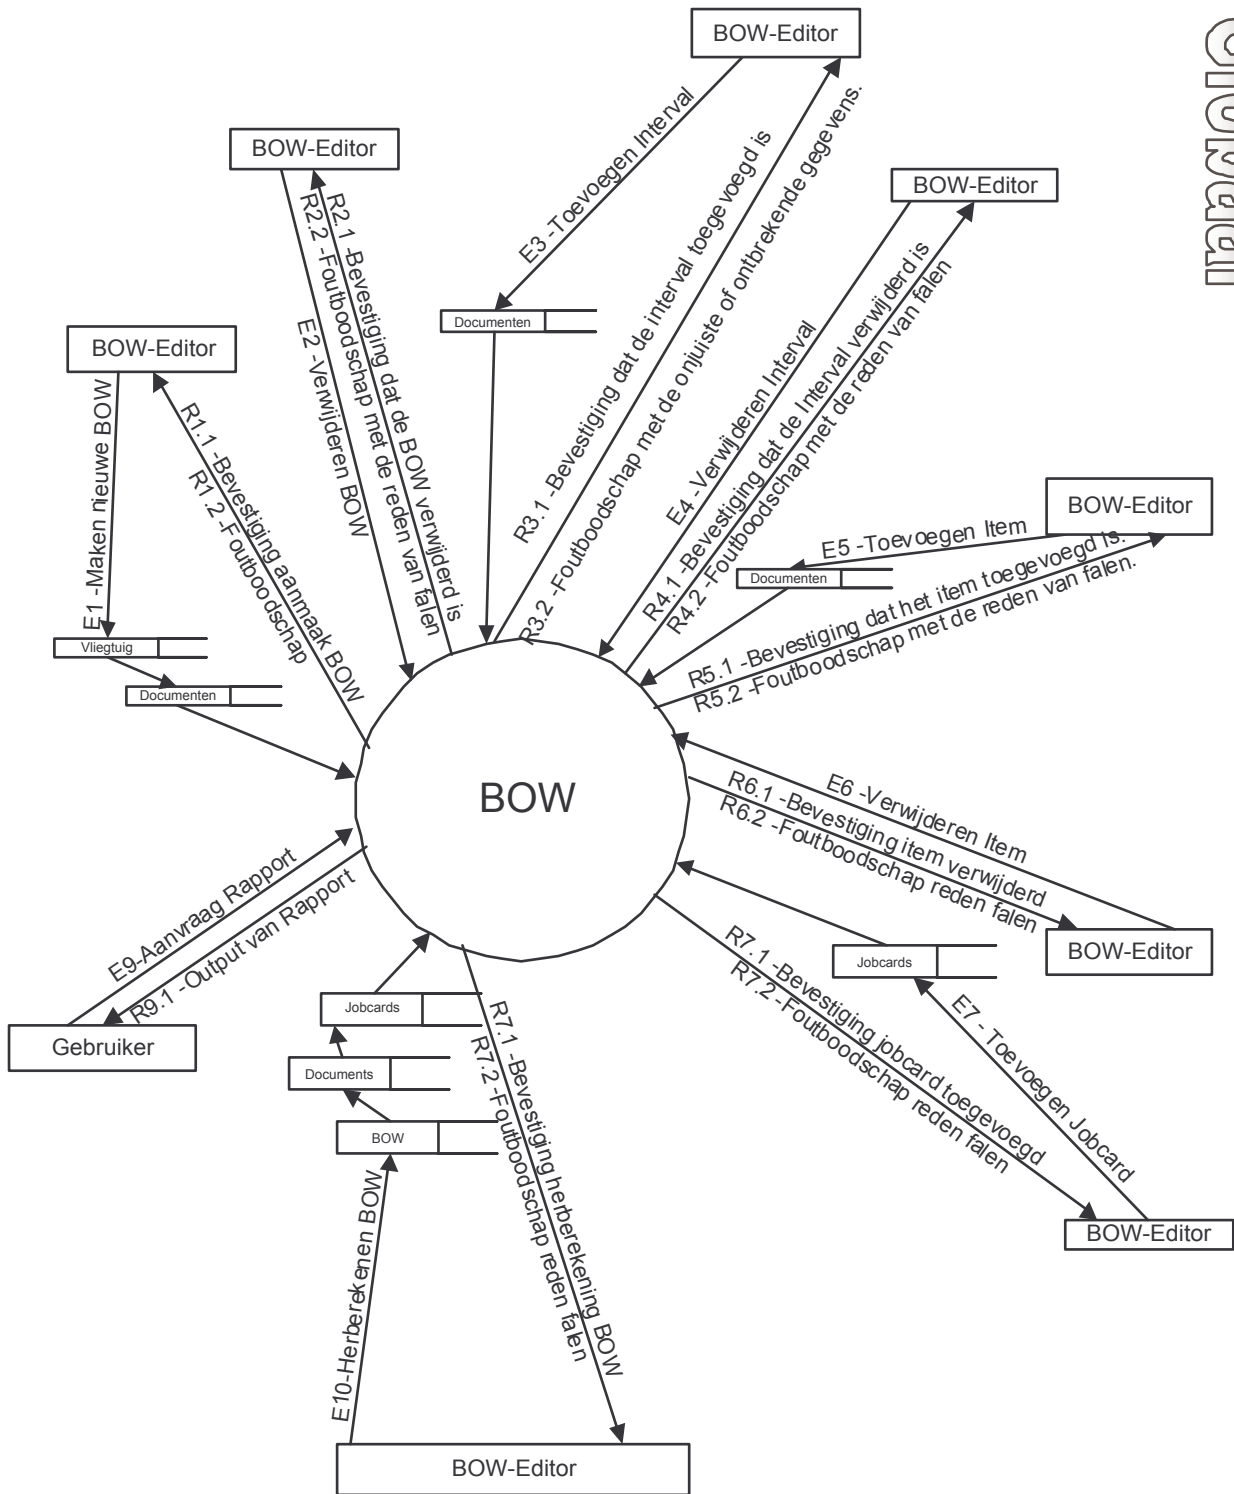 Globaal
BOW-Editor
E3 -Toevoegen Interval
Documenten
R3.1 -Bevestiging dat de interval toegevoegd is
R3.2 -Foutboodschap met de onjuiste of ontbrekende gegevens.
BOW-Editor
R2.1 -Bevestiging dat de BOW verwijderd is
R2.2 -Foutboodschap met de reden van falen
E2 -Verwijderen BOW
BOW-Editor
E4 -Verwijderen Interval
R4.1 -Bevestiging dat de Interval verwijderd is
R4.2 -Foutboodschap met de reden van falen
BOW-Editor
E1 -Maken nieuwe BOW
R1.1 -Bevestiging aanmaak BOW
R1.2 -Foutboodschap
Vliegtuig
Documenten
BOW-Editor
E5 -Toevoegen Item
Documenten
R5.1 -Bevestiging dat het item toegevoegd is.
R5.2 -Foutboodschap met de reden van falen.
BOW
E6 -Verwijderen Item
R6.1 -Bevestiging item verwijderd
R6.2 -Foutboodschap reden falen
BOW-Editor
E9-Aanvraag Rapport
R9.1 -Output van Rapport
Gebruiker
Jobcards
E7 - Toevoegen Jobcard
R7.1 -Bevestiging jobcard toegevoegd
R7.2 -Foutboodschap reden falen
BOW-Editor
Jobcards
Documents
BOW
E10-Herberekenen BOW
R7.1 -Bevestiging herberekening BOW
R7.2 -Foutboodschap reden falen
BOW-Editor